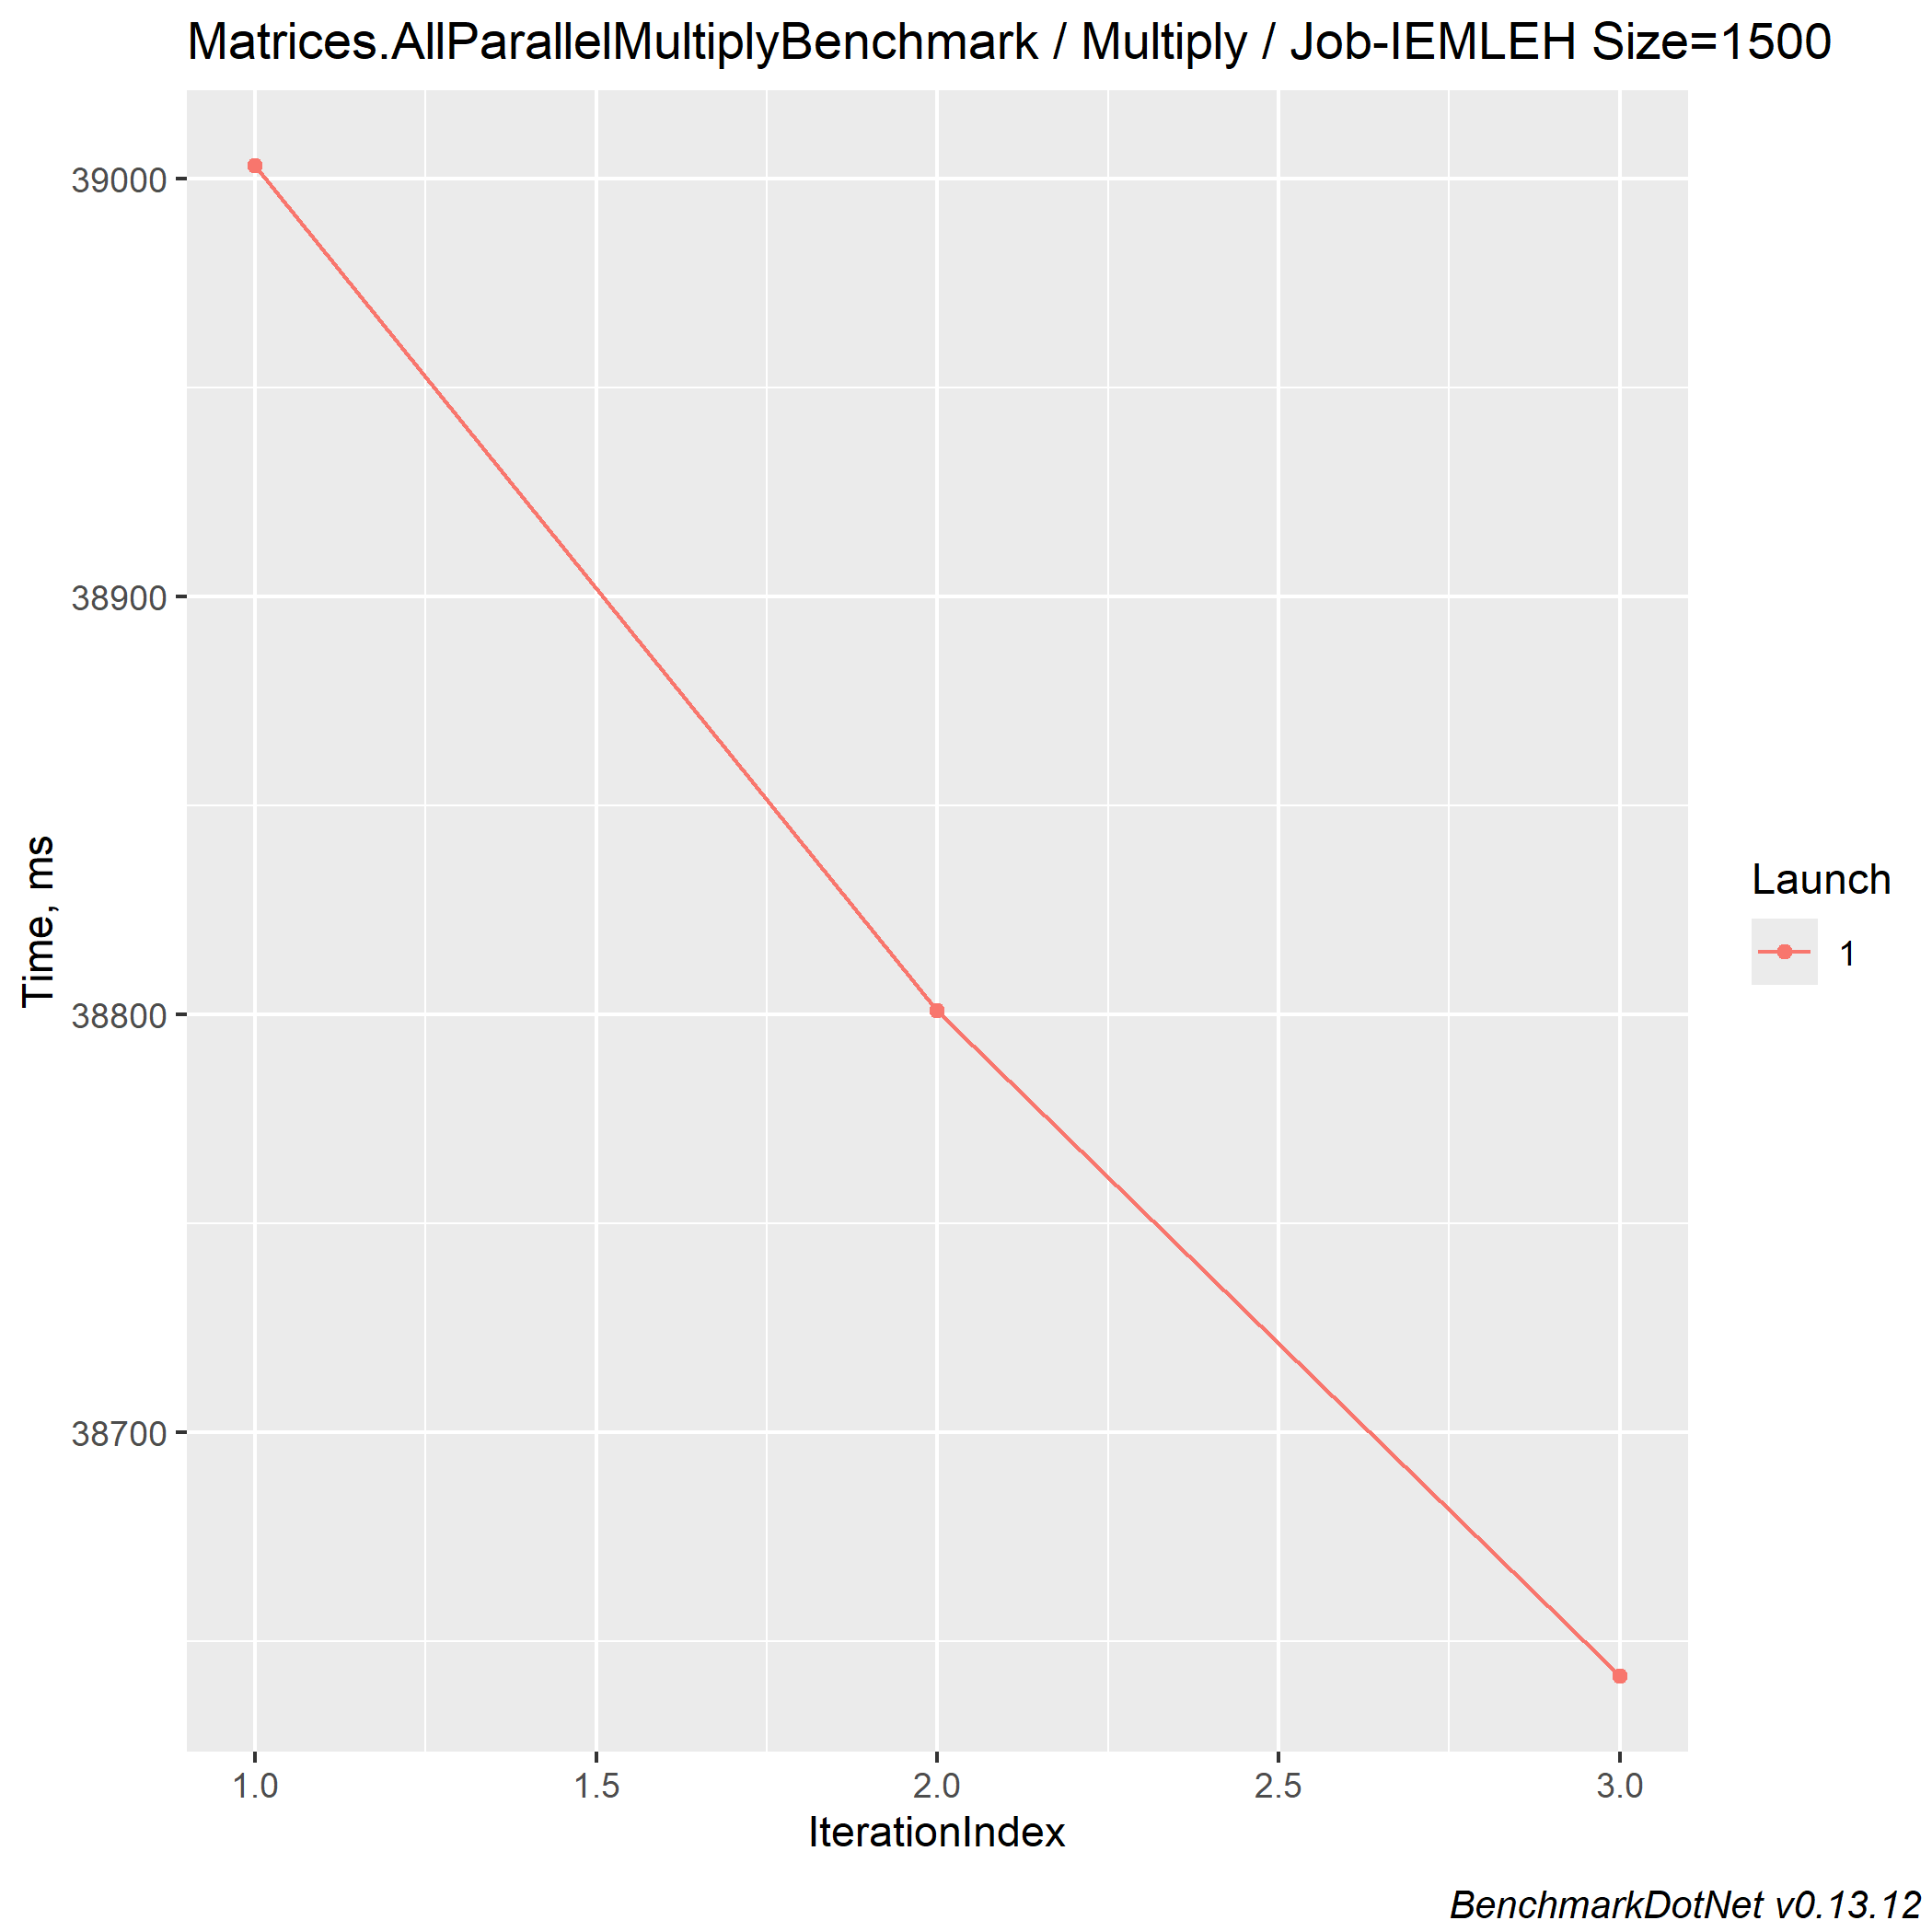 Matrices.AllParallelMultiplyBenchmark / Multiply / Job-IEMLEH Size=1500
39000
38900
38800
38700
Time, ms
1.0 1.5 2.0 2.5 3.0
IterationIndex
Launch
1
BenchmarkDotNet v0.13.12